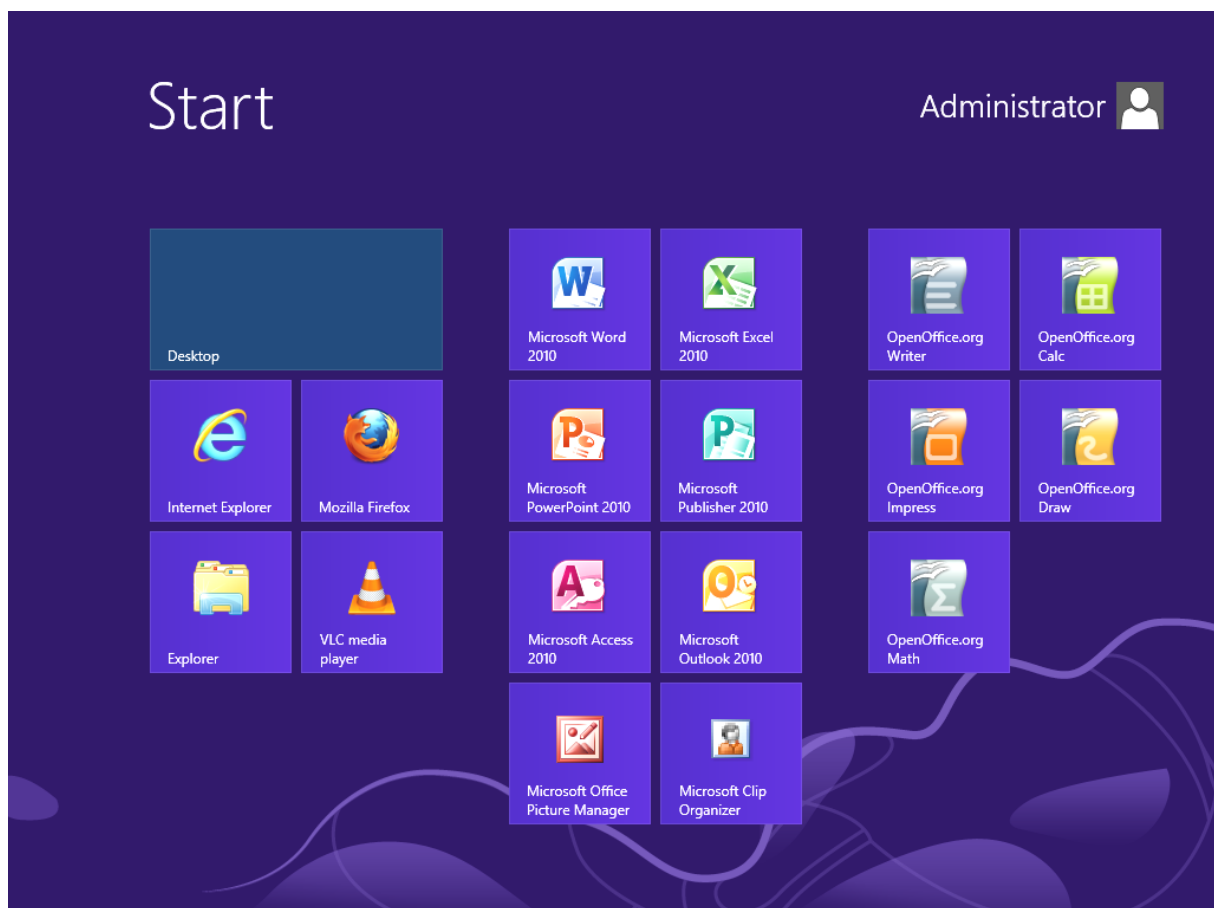 Start
Administrator
Desktop
Internet Explorer
Mozilla Firefox
Explorer
VLC media
player
Microsoft Word
2010
Microsoft Excel
2010
Microsoft
PowerPoint 2010
Microsoft
Publisher 2010
Microsoft Access
2010
Microsoft
Outlook 2010
Microsoft Office
Picture Manager
Microsoft Clip
Organizer
OpenOffice.org
Writer
OpenOffice.org
Calc
OpenOffice.org
Impress
OpenOffice.org
Draw
OpenOffice.org
Math